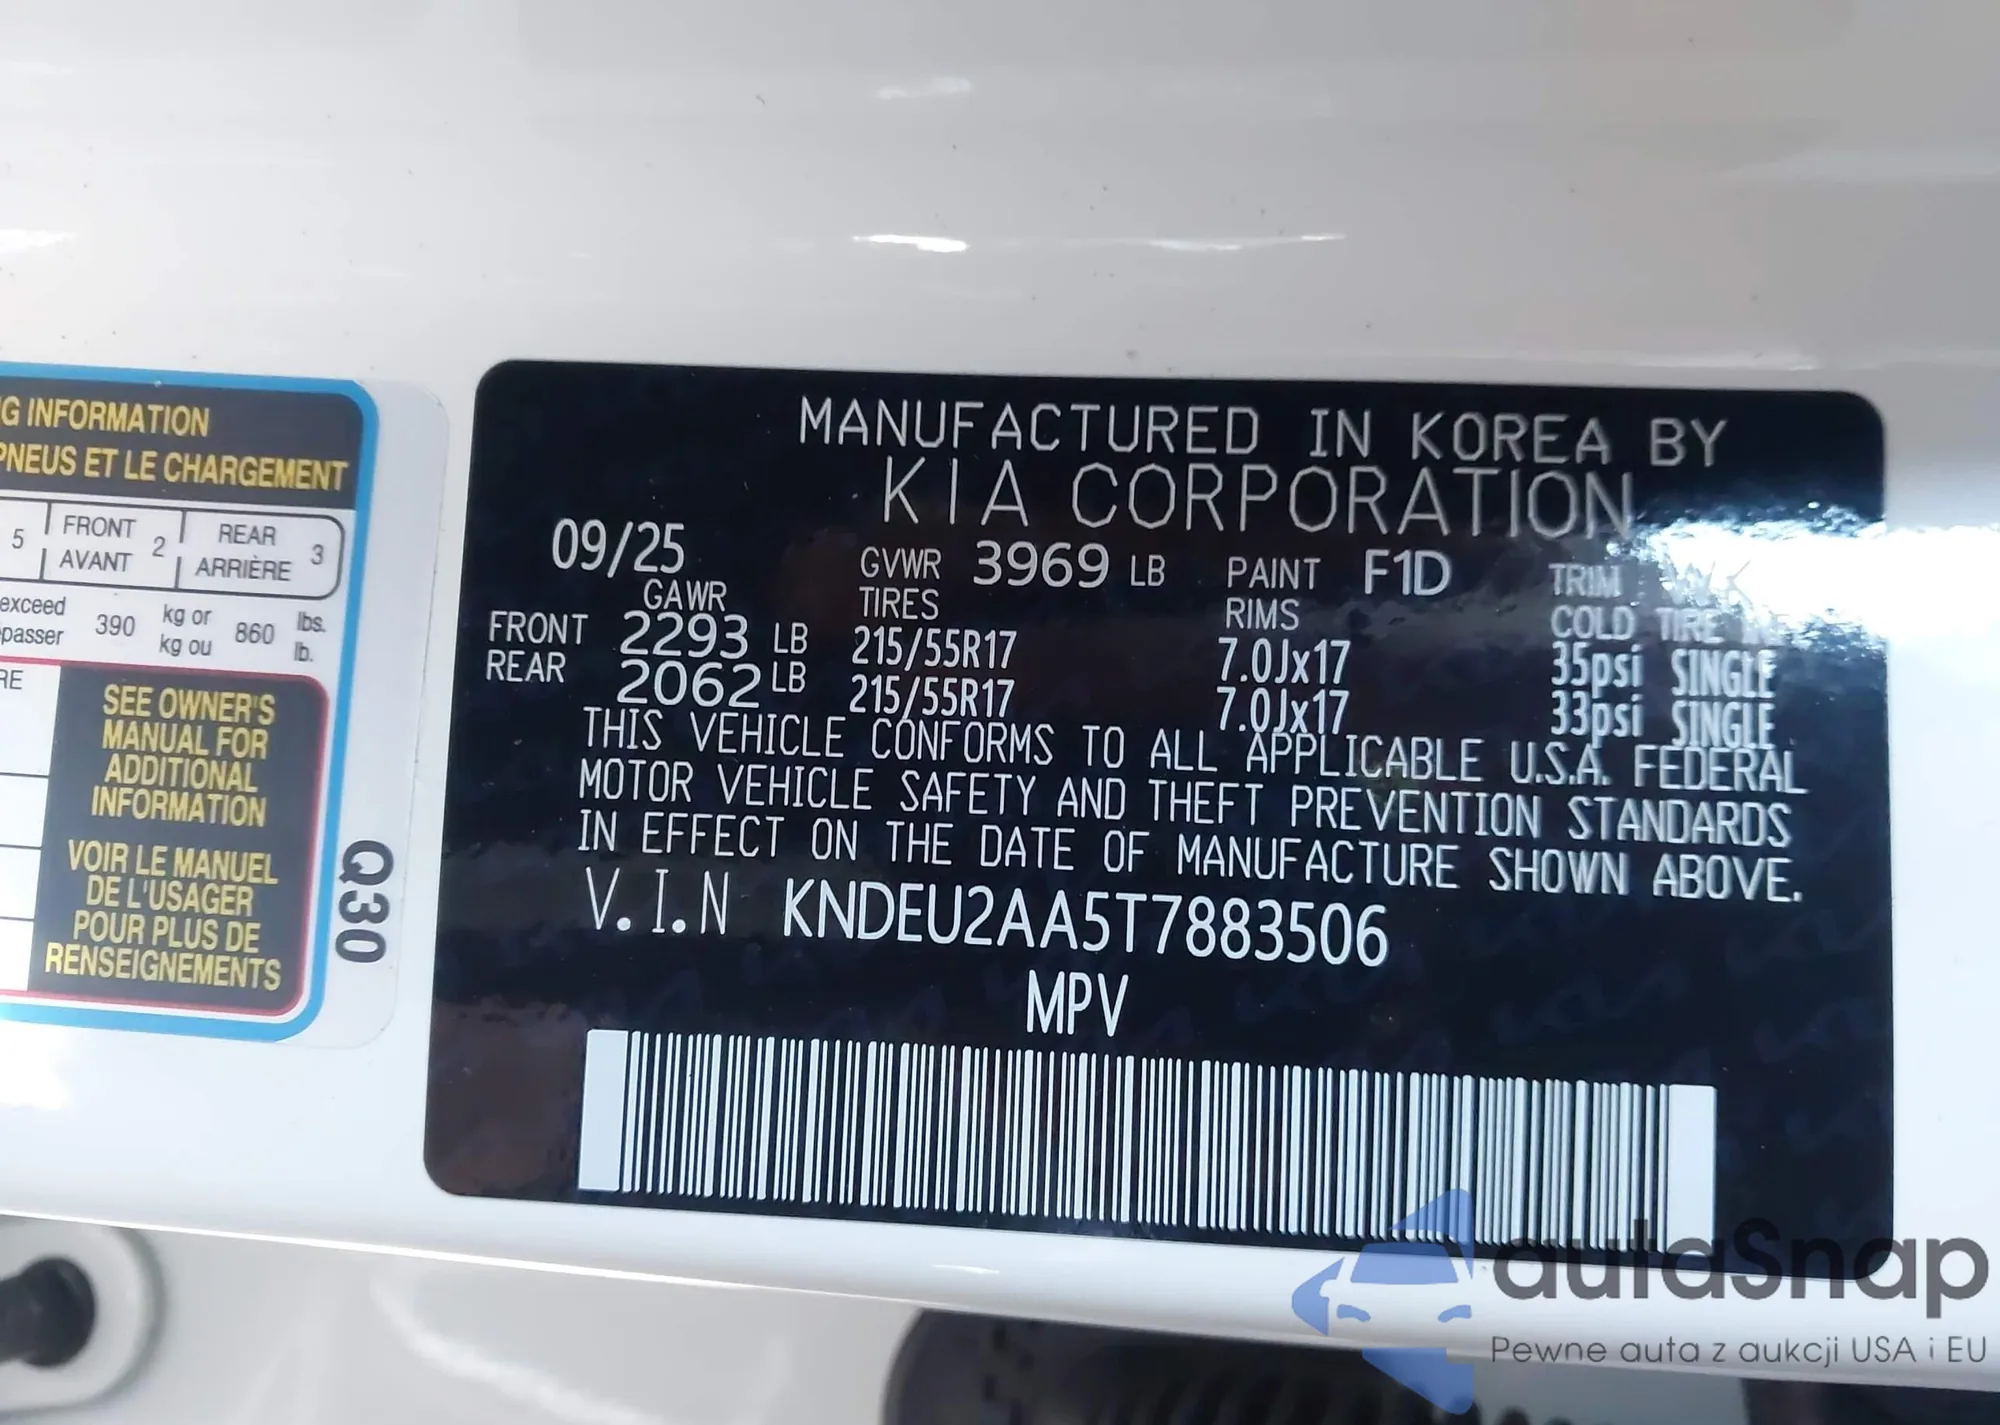 G INFORMATION
PNEUS ET LE CHARGEMENT
5 FRONT 2 REAR 3
AVANT ARRIÈRE
exceed 390 kg or 860 lbs.
passer kg ou lb.
RE
SEE OWNER'S
MANUAL FOR
ADDITIONAL
INFORMATION
VOIR LE MANUEL
DE L'USAGER
POUR PLUS DE
RENSEIGNEMENTS
Q30
MANUFACTURED IN KOREA BY
KIA CORPORATION
09/25 GVWR 3969 LB PAINT F1D TRIM
GAWR TIRES RIMS COLD TIRE
FRONT 2293 LB 215/55R17 7.0Jx17 35psi SINGLE
REAR 2062 LB 215/55R17 7.0Jx17 33psi SINGLE
THIS VEHICLE CONFORMS TO ALL APPLICABLE U.S.A. FEDERAL
MOTOR VEHICLE SAFETY AND THEFT PREVENTION STANDARDS
IN EFFECT ON THE DATE OF MANUFACTURE SHOWN ABOVE.
V.I.N KNDEU2AA5T7883506
MPV
autaSnap
Pewne auta z aukcji USA i EU